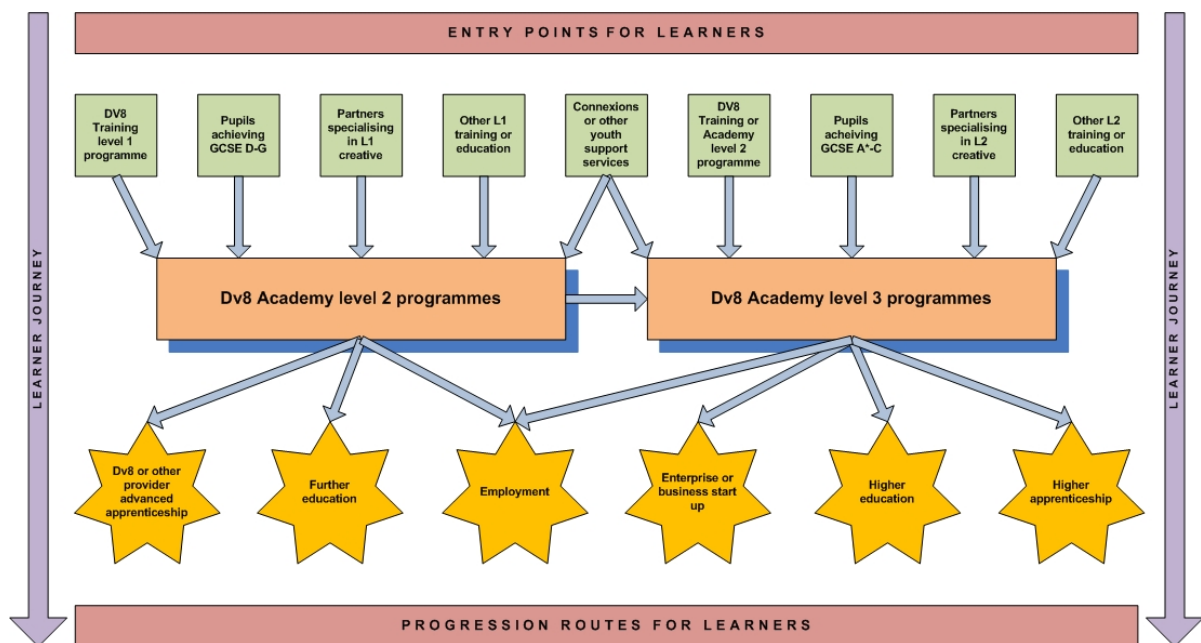 ENTRY POINTS FOR LEARNERS
DV8
Training
level 1
programme
Pupils
achieving
GCSE D-G
Partners
specialising
in L1
creative
Other L1
training or
education
Connexions
or other
youth
support
services
DV8
Training or
Academy
level 2
programme
Pupils
acheiving
GCSE A*-C
Partners
specialising
in L2
creative
Other L2
training or
education
LEARNER JOURNEY
LEARNER JOURNEY
Dv8 Academy level 2 programmes
Dv8 Academy level 3 programmes
Dv8 or other
provider
advanced
apprenticeship
Further
education
Employment
Enterprise or
business start
up
Higher
education
Higher
apprenticeship
PROGRESSION ROUTES FOR LEARNERS